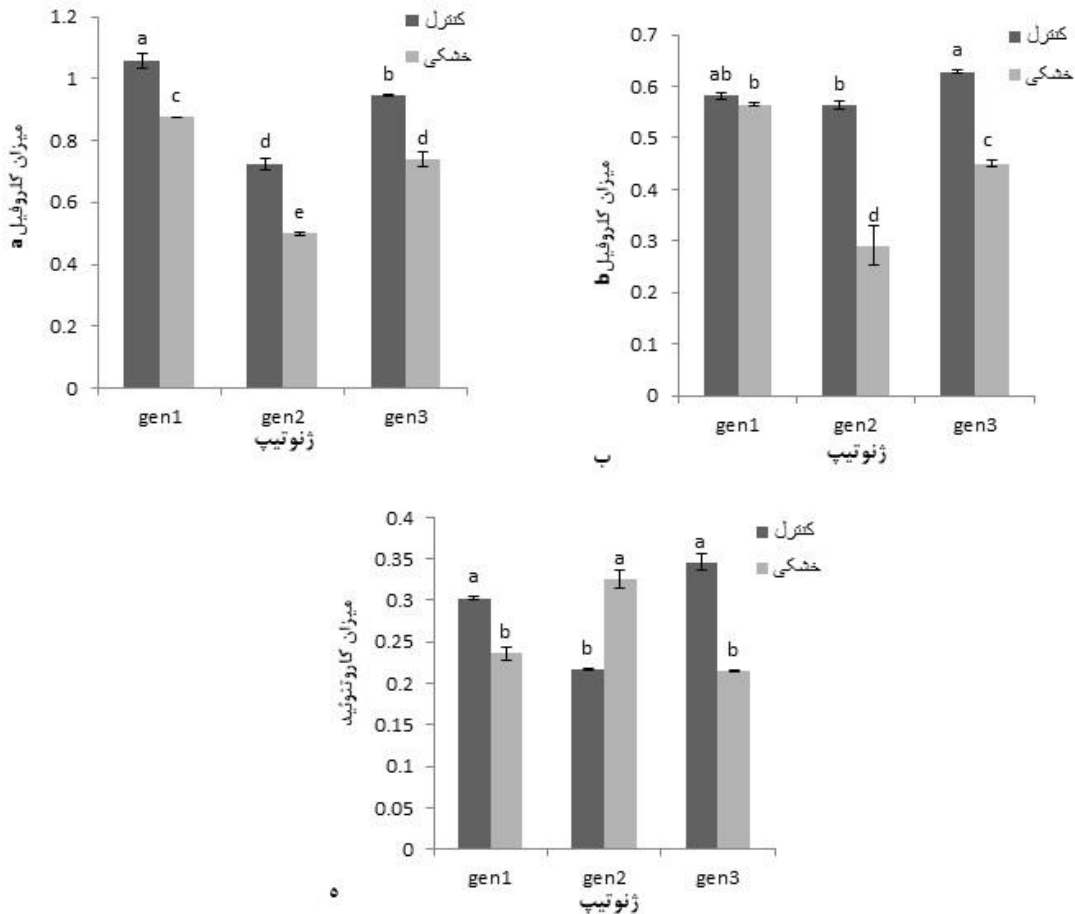 میزان کلروفیل a
1.2
1
0.8
0.6
0.4
0.2
0
کنترل
خشکی
a
c
d
e
b
d
gen1
gen2
gen3
ژنوتیپ
میزان کلروفیل b
0.7
0.6
0.5
0.4
0.3
0.2
0.1
0
کنترل
خشکی
ab
b
b
d
a
c
gen1
gen2
gen3
ژنوتیپ
ب
میزان کاروتنوئید
0.4
0.35
0.3
0.25
0.2
0.15
0.1
0.05
0
کنترل
خشکی
a
b
b
a
a
b
gen1
gen2
gen3
ژنوتیپ